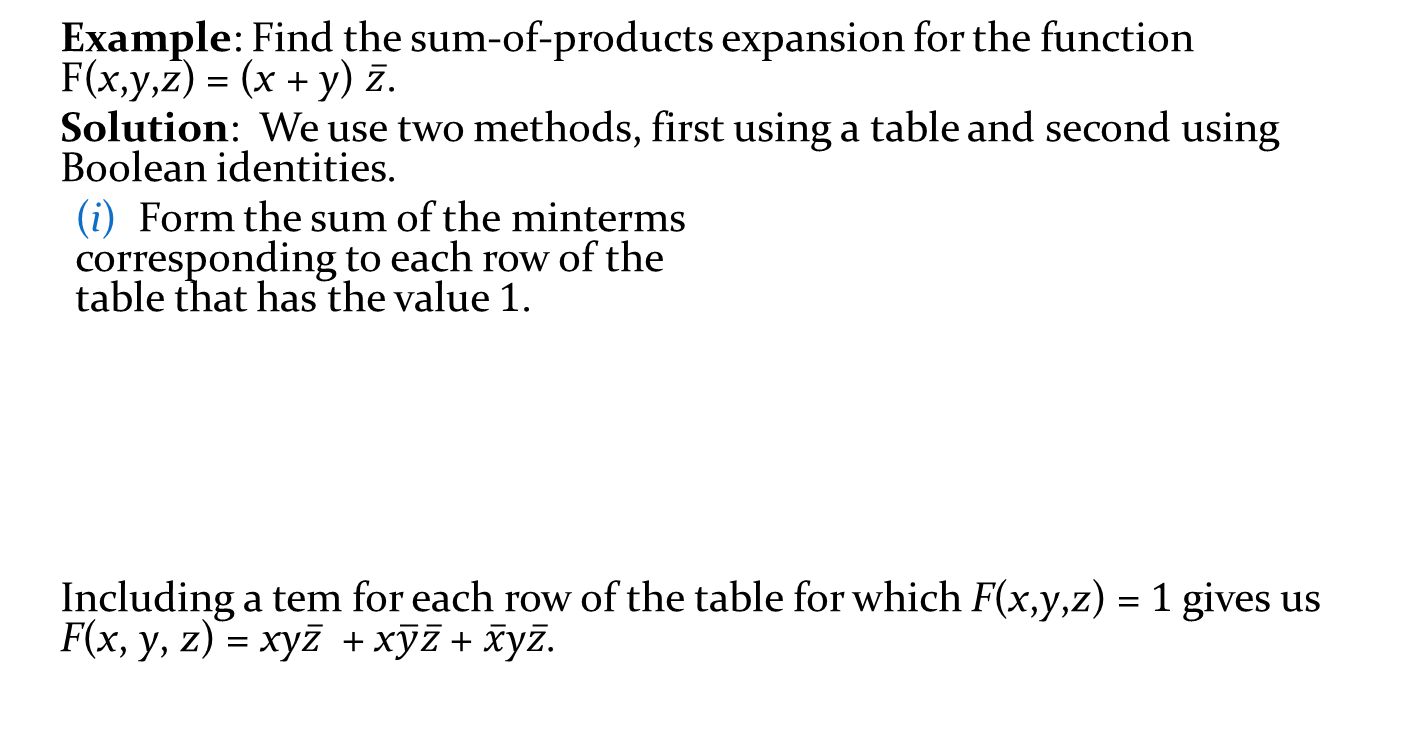 Example: Find the sum-of-products expansion for the function
F(x,y,z) = (x + y) z̄.
Solution: We use two methods, first using a table and second using
Boolean identities.
(i) Form the sum of the minterms
corresponding to each row of the
table that has the value 1.
Including a tem for each row of the table for which F(x,y,z) = 1 gives us
F(x, y, z) = xyz̄ + xȳz̄ + x̄yz̄.